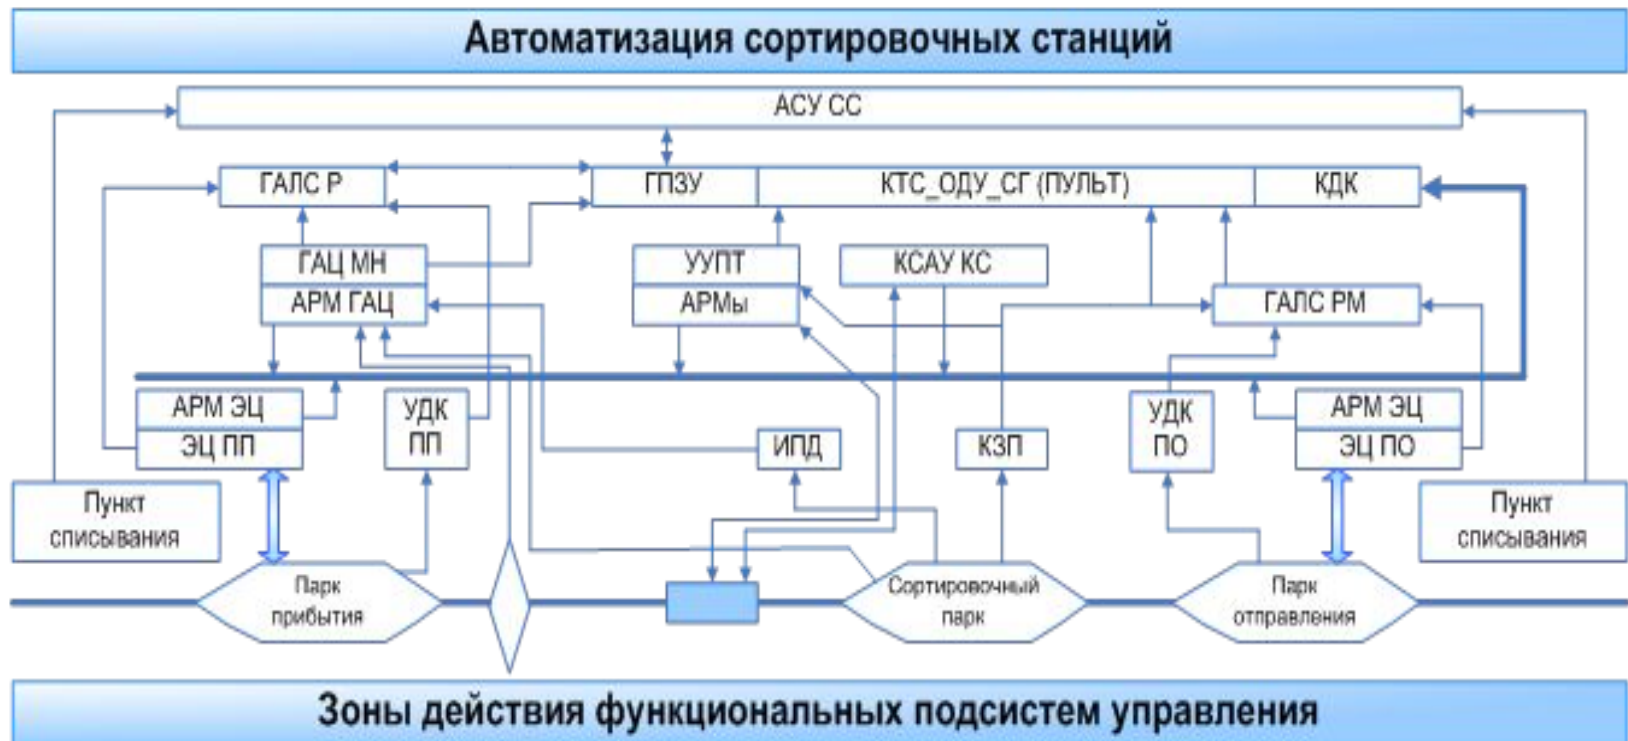 Автоматизация сортировочных станций
АСУ СС
ГАЛС Р
ГПЗУ
КТС_ОДУ_СГ (ПУЛЬТ)
КДК
ГАЦ МН
АРМ ГАЦ
УУПТ
АРМы
КСАУ КС
ГАЛС РМ
АРМ ЭЦ
ЭЦ ПП
УДК
ПП
ИПД
КЗП
УДК
ПО
АРМ ЭЦ
ЭЦ ПО
Пункт
списывания
Пункт
списывания
Парк
прибытия
Сортировочный
парк
Парк
отправления
Зоны действия функциональных подсистем управления